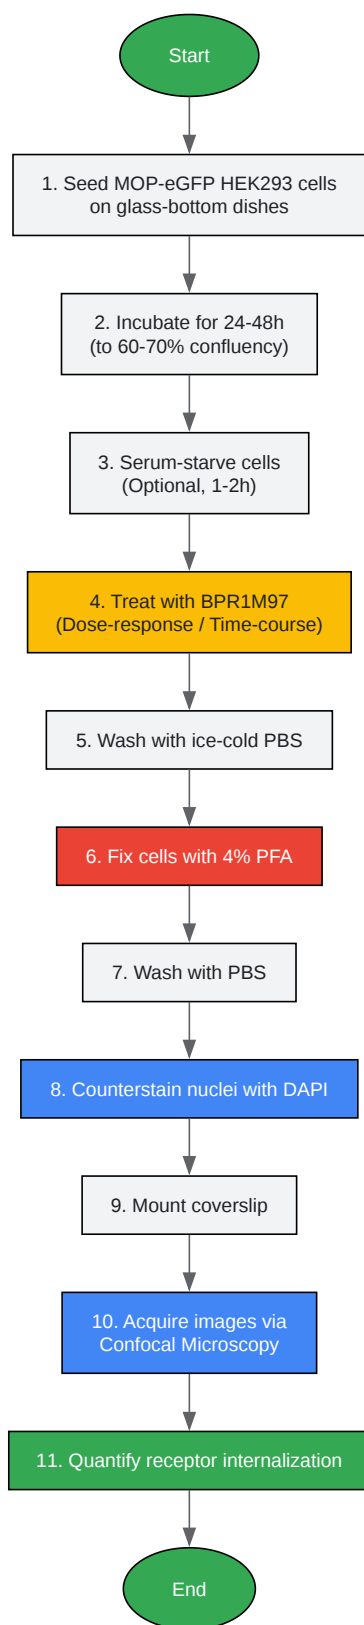 Start
1. Seed MOP-eGFP HEK293 cells
on glass-bottom dishes
2. Incubate for 24-48h
(to 60-70% confluency)
3. Serum-starve cells
(Optional, 1-2h)
4. Treat with BPR1M97
(Dose-response / Time-course)
5. Wash with ice-cold PBS
6. Fix cells with 4% PFA
7. Wash with PBS
8. Counterstain nuclei with DAPI
9. Mount coverslip
10. Acquire images via
Confocal Microscopy
11. Quantify receptor internalization
End